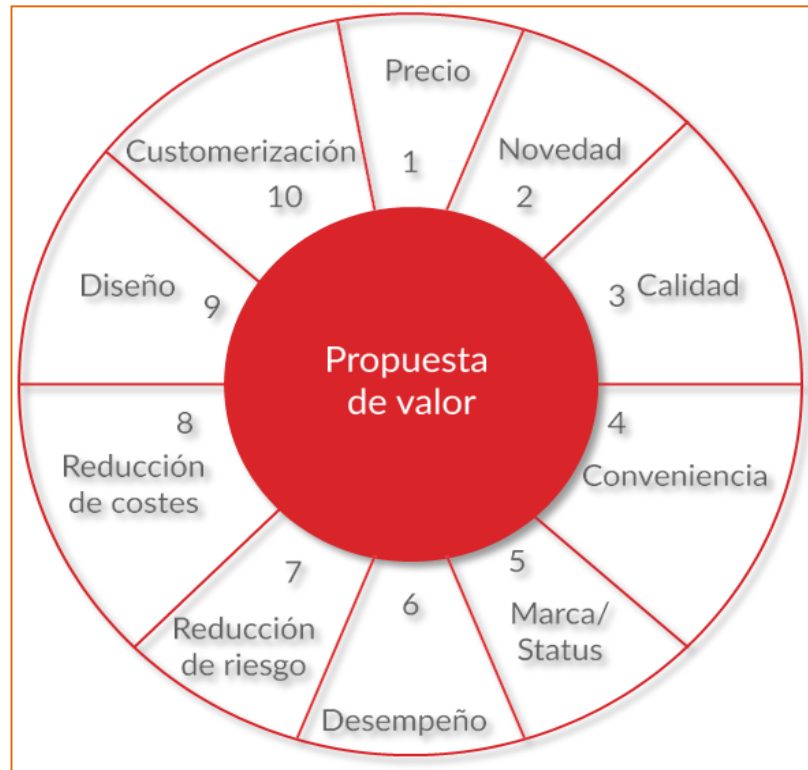 Propuesta
de valor
Precio
1
Novedad
2
3
Calidad
4
Conveniencia
5
Marca/
Status
6
Desempeño
7
Reducción
de riesgo
8
Reducción
de costes
Diseño
9
Customerización
10